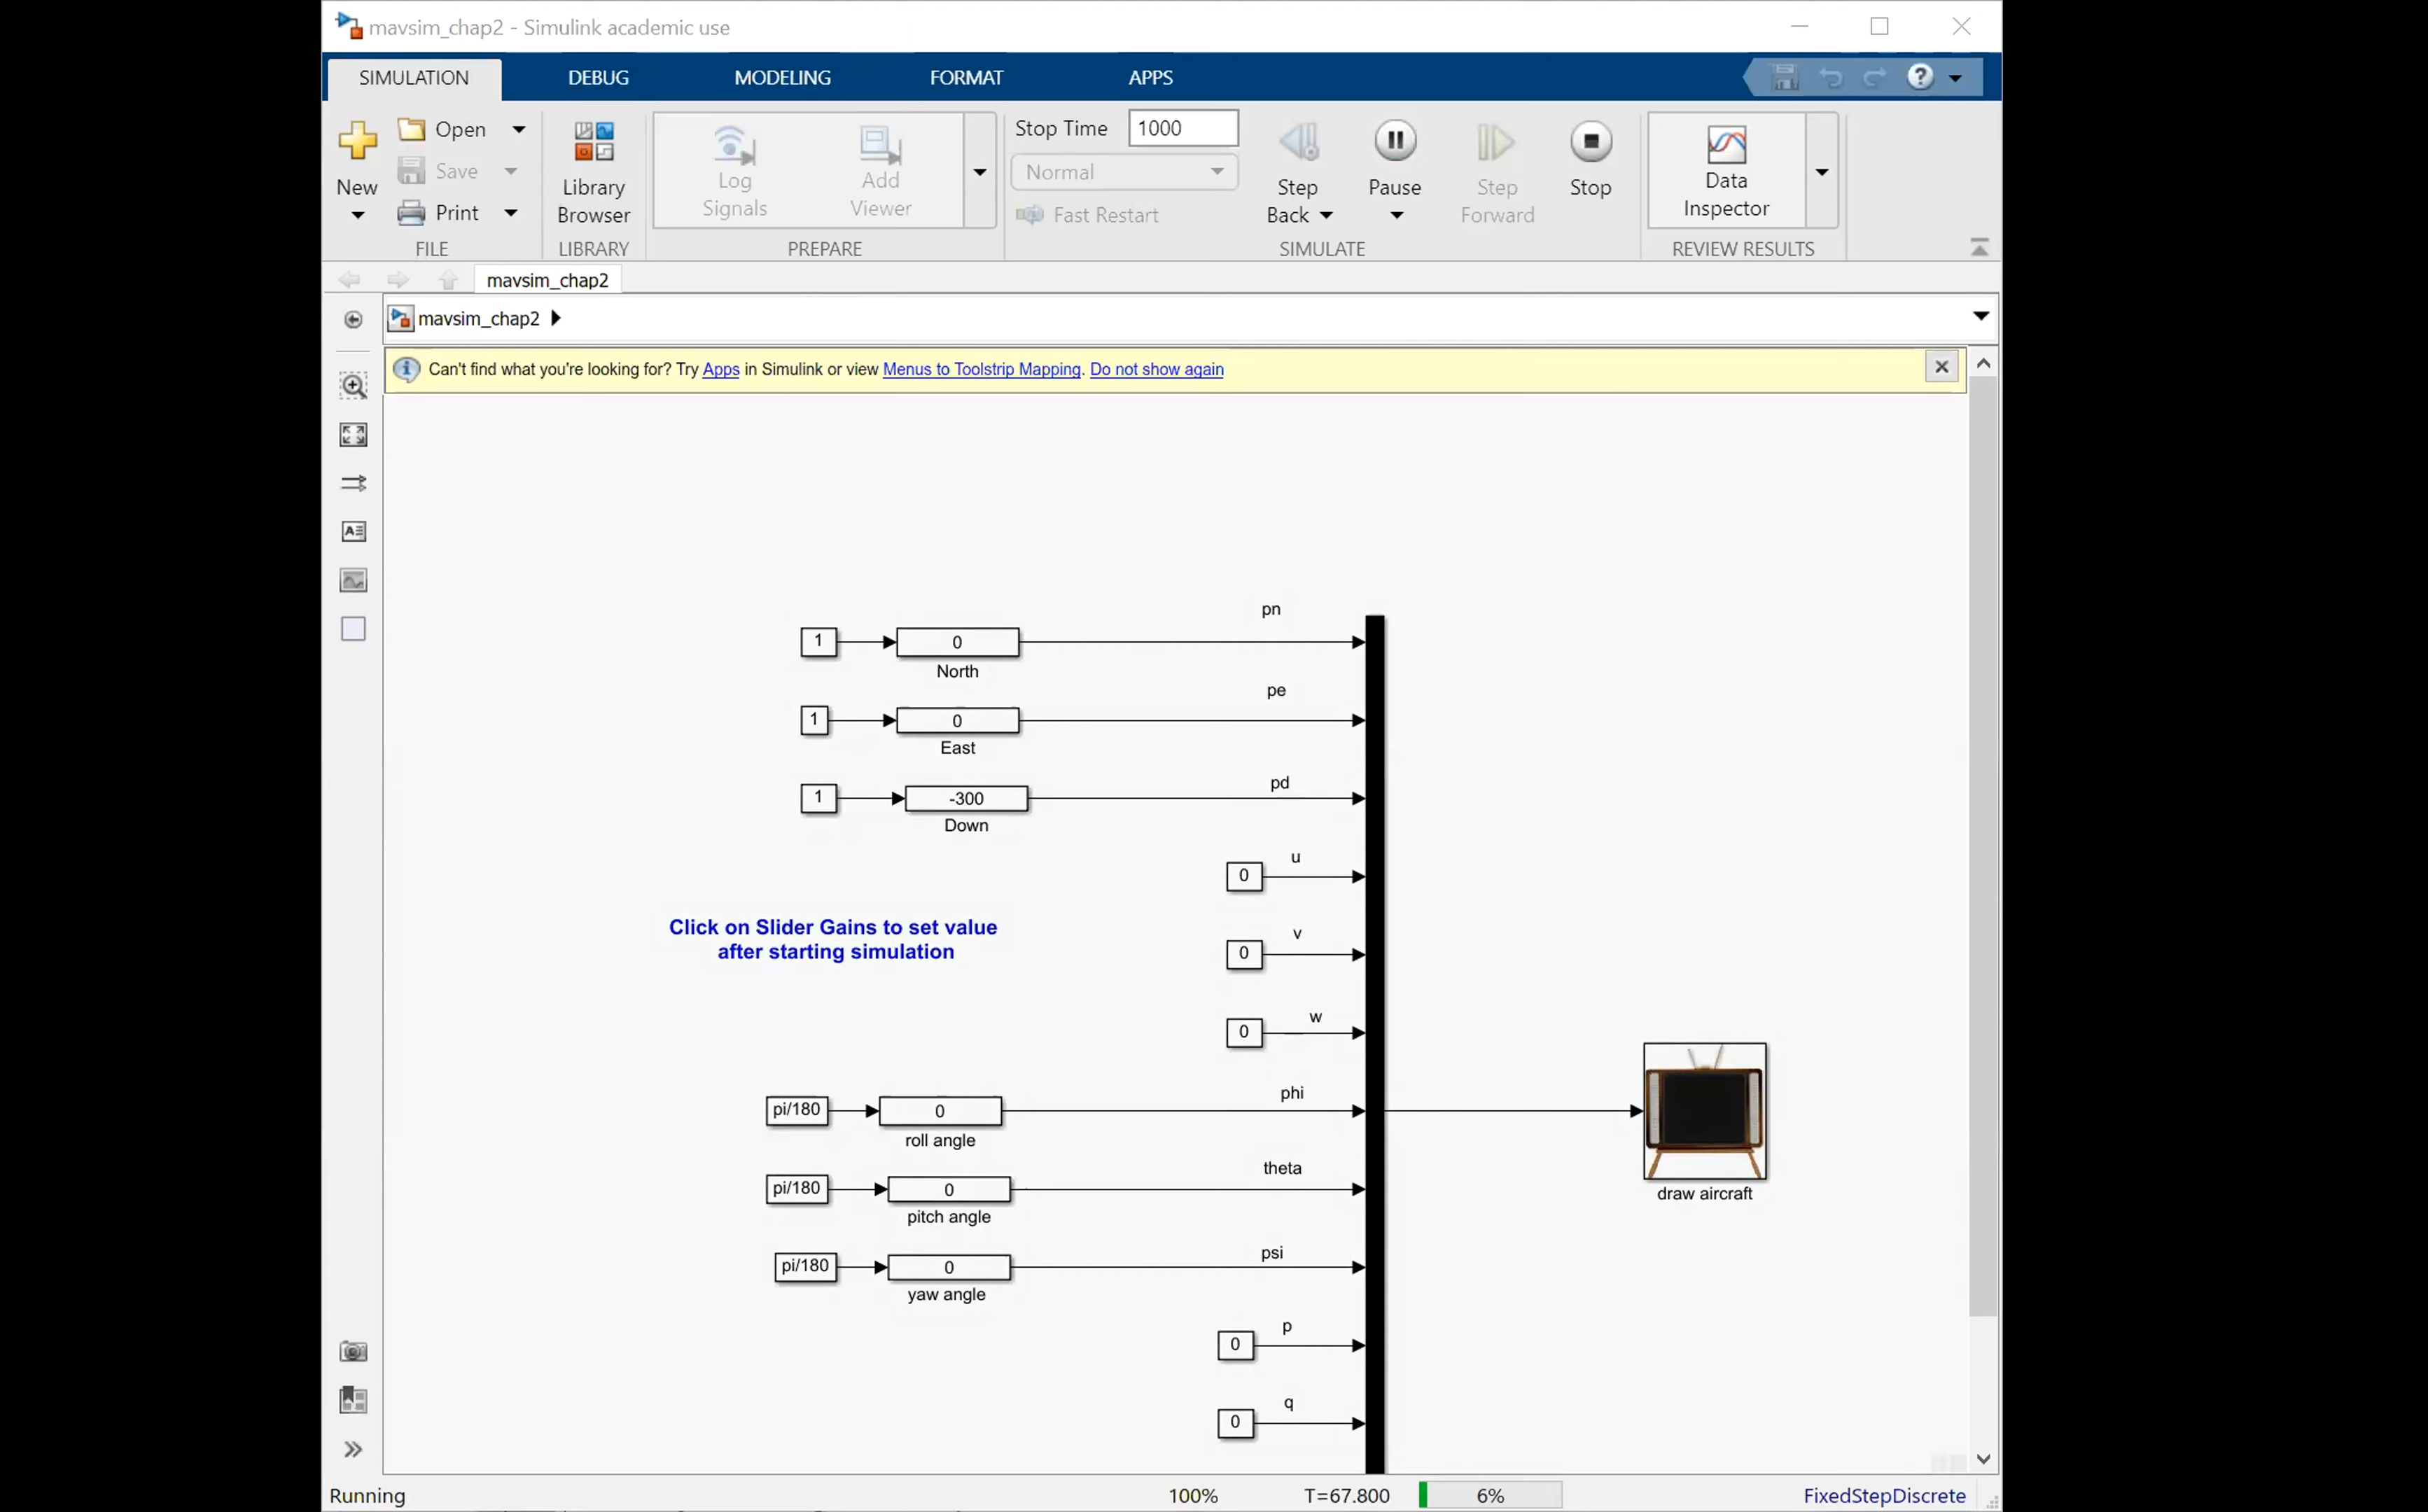 mavsim_chap2 - Simulink academic use
SIMULATION DEBUG MODELING FORMAT APPS
New
Open
Save
Print
FILE
Library
Browser
LIBRARY
Log
Signals
Add
Viewer
PREPARE
Stop Time 1000
Normal
Fast Restart
Step
Back
Pause
Step
Forward
Stop
SIMULATE
Data
Inspector
REVIEW RESULTS
mavsim_chap2
mavsim_chap2
Can't find what you're looking for? Try Apps in Simulink or view Menus to Toolstrip Mapping. Do not show again
pn
1 0
North
pe
1 0
East
pd
1 -300
Down
u
0
Click on Slider Gains to set value
after starting simulation
v
0
w
0
phi
pi/180 0
roll angle
theta
pi/180 0
pitch angle
draw aircraft
psi
pi/180 0
yaw angle
p
0
q
0
Running 100% T=67.800 6% FixedStepDiscrete